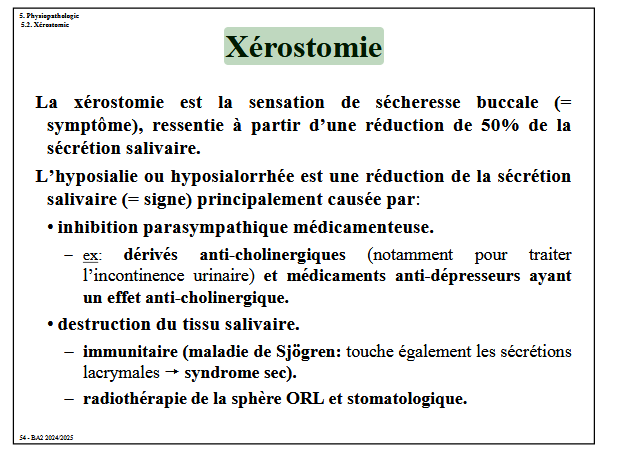 5. Physiopathologie
5.2. Xérostomie
Xérostomie
La xérostomie est la sensation de sécheresse buccale (=
symptôme), ressentie à partir d’une réduction de 50% de la
sécrétion salivaire.
L’hyposialie ou hyposialorrhée est une réduction de la sécrétion
salivaire (= signe) principalement causée par:
• inhibition parasympathique médicamenteuse.
– ex: dérivés anti-cholinergiques (notamment pour traiter
l’incontinence urinaire) et médicaments anti-dépresseurs ayant
un effet anti-cholinergique.
• destruction du tissu salivaire.
– immunitaire (maladie de Sjögren: touche également les sécrétions
lacrymales → syndrome sec).
– radiothérapie de la sphère ORL et stomatologique.
54 - BA2 2024/2025